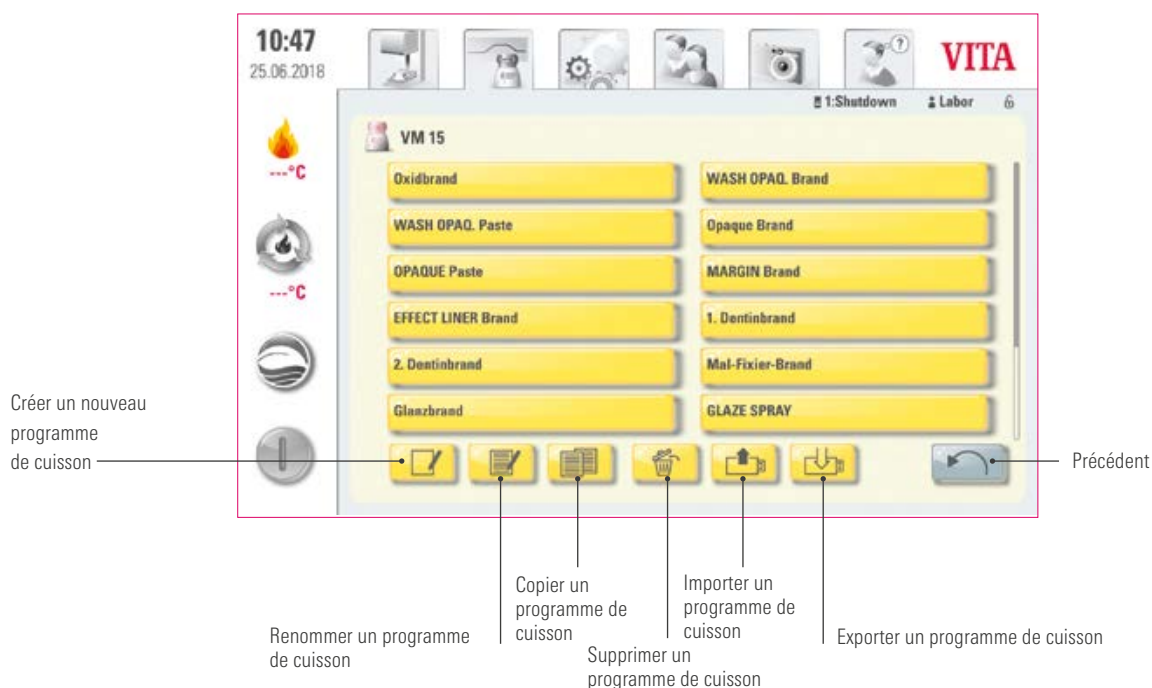 10:47
25.06.2018
VITA
1:Shutdown
Labor
---°C
---°C
VM 15
Oxidbrand
WASH OPAQ. Brand
WASH OPAQ. Paste
Opaque Brand
OPAQUE Paste
MARGIN Brand
EFFECT LINER Brand
1. Dentinbrand
2. Dentinbrand
Mal-Fixier-Brand
Glanzbrand
GLAZE SPRAY
Créer un nouveau
programme
de cuisson
Précédent
Renommer un programme
de cuisson
Copier un
programme de
cuisson
Supprimer un
programme de cuisson
Importer un
programme de
cuisson
Exporter un programme de cuisson